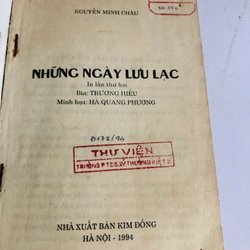 NGUYỄN MINH CHÂU
NHỮNG NGÀY LƯU LẠC
In lần thứ hai
Bìa: TRƯƠNG HIẾU
Minh họa: HÀ QUANG PHƯƠNG
THƯ VIỆN
NHÀ XUẤT BẢN KIM ĐỒNG
HÀ NỘI - 1994